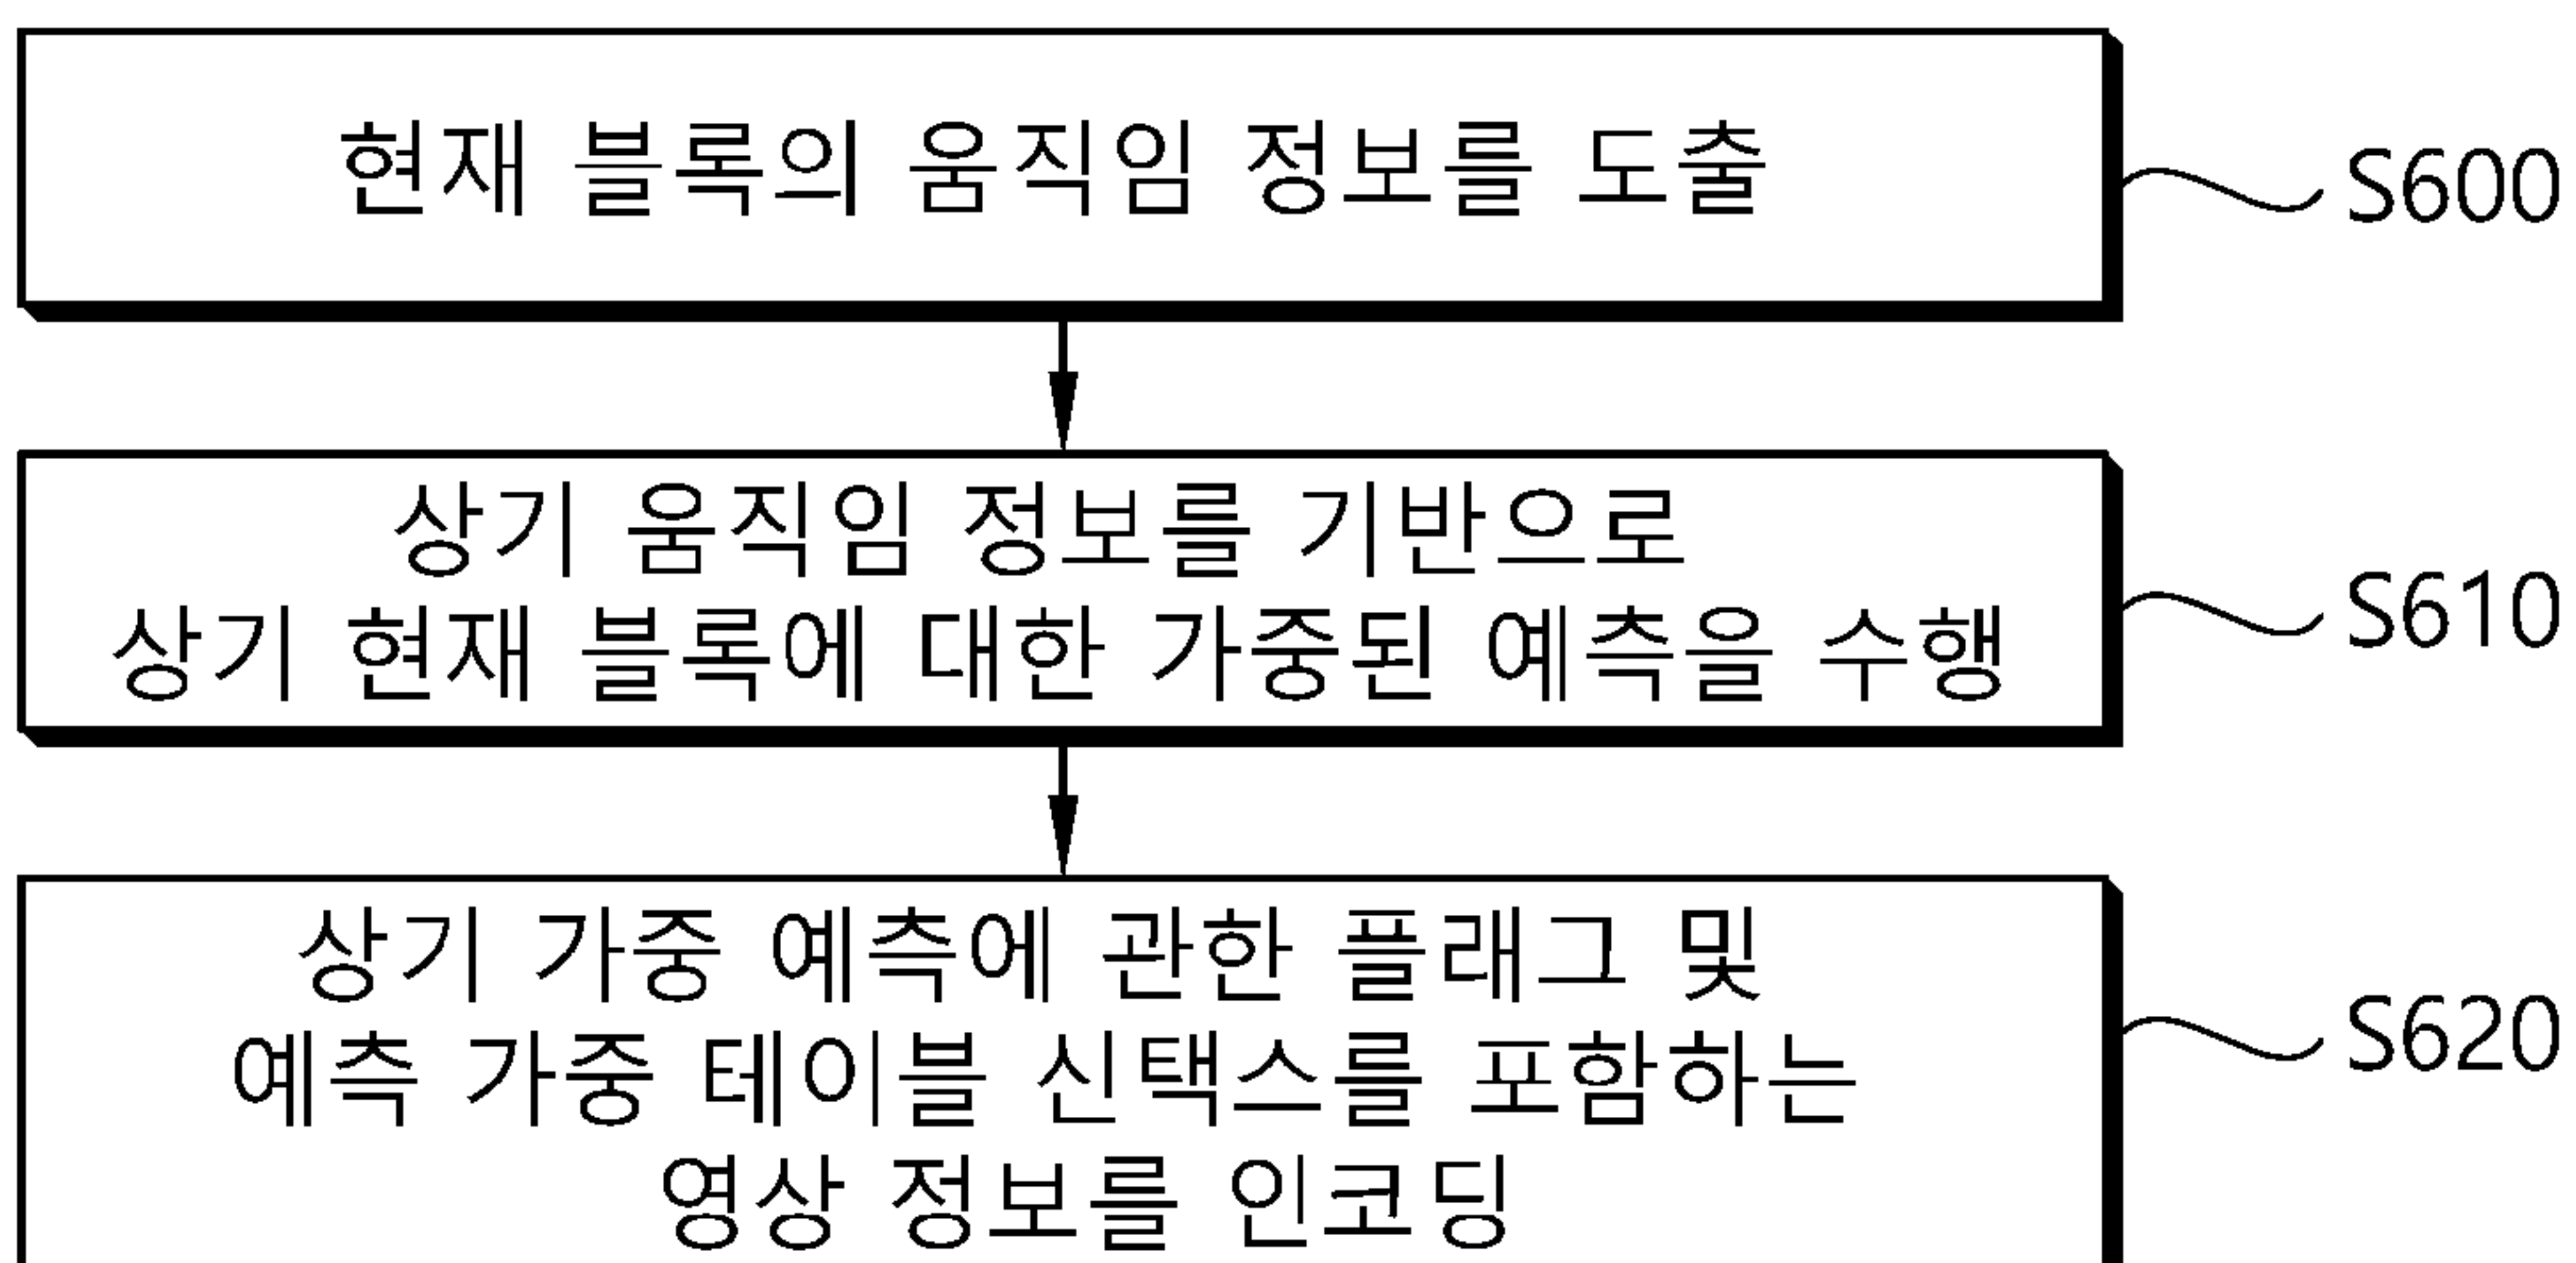 현재 블록의 움직임 정보를 도출
S600
상기 움직임 정보를 기반으로
상기 현재 블록에 대한 가중된 예측을 수행
S610
상기 가중 예측에 관한 플래그 및
예측 가중 테이블 신택스를 포함하는
영상 정보를 인코딩
S620